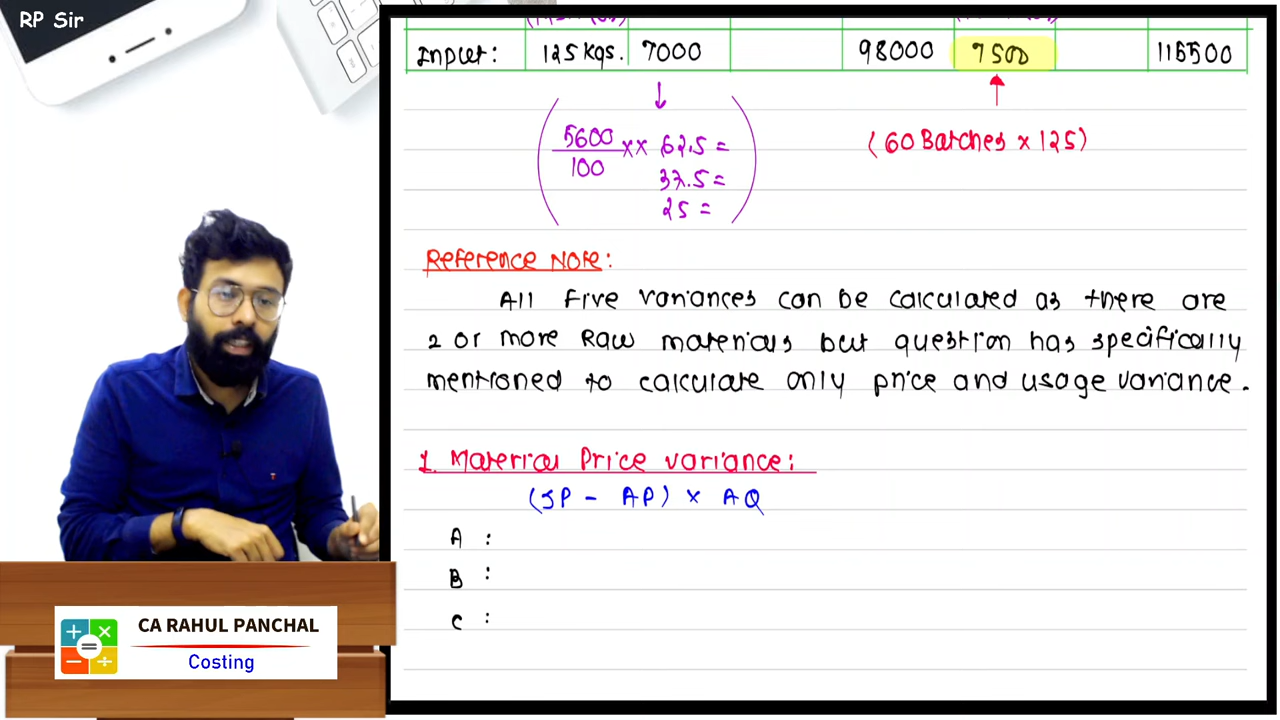 RP Sir
Input: 125 Kgs. 7000 98000 7500 115500
5600
100
×× 62.5 =
37.5 =
25 =
(60 Batches × 125)
Reference Note:
All Five variances can be calculated as there are
2 or more Raw materials but question has specifically
mentioned to calculate only price and usage variance.
1. Material Price variance:
(SP - AP) × AQ
A :
B :
C :
CA RAHUL PANCHAL
Costing